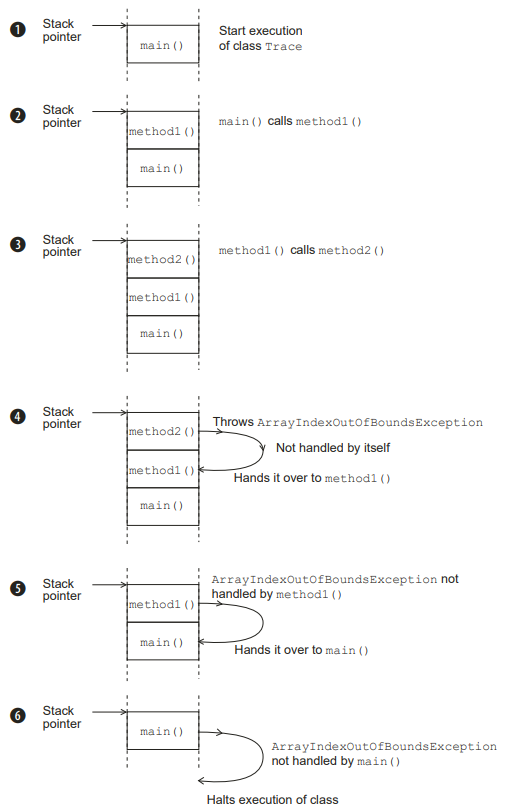 1 Stack
pointer
main()
Start execution
of class Trace
2 Stack
pointer
method1()
main() calls method1()
main()
3 Stack
pointer
method2()
method1() calls method2()
method1()
main()
4 Stack
pointer
Throws ArrayIndexOutOfBoundsException
method2()
Not handled by itself
method1()
Hands it over to method1()
main()
5 Stack
pointer
ArrayIndexOutOfBoundsException not
handled by method1()
method1()
main()
Hands it over to main()
6 Stack
pointer
main()
ArrayIndexOutOfBoundsException
not handled by main()
Halts execution of class